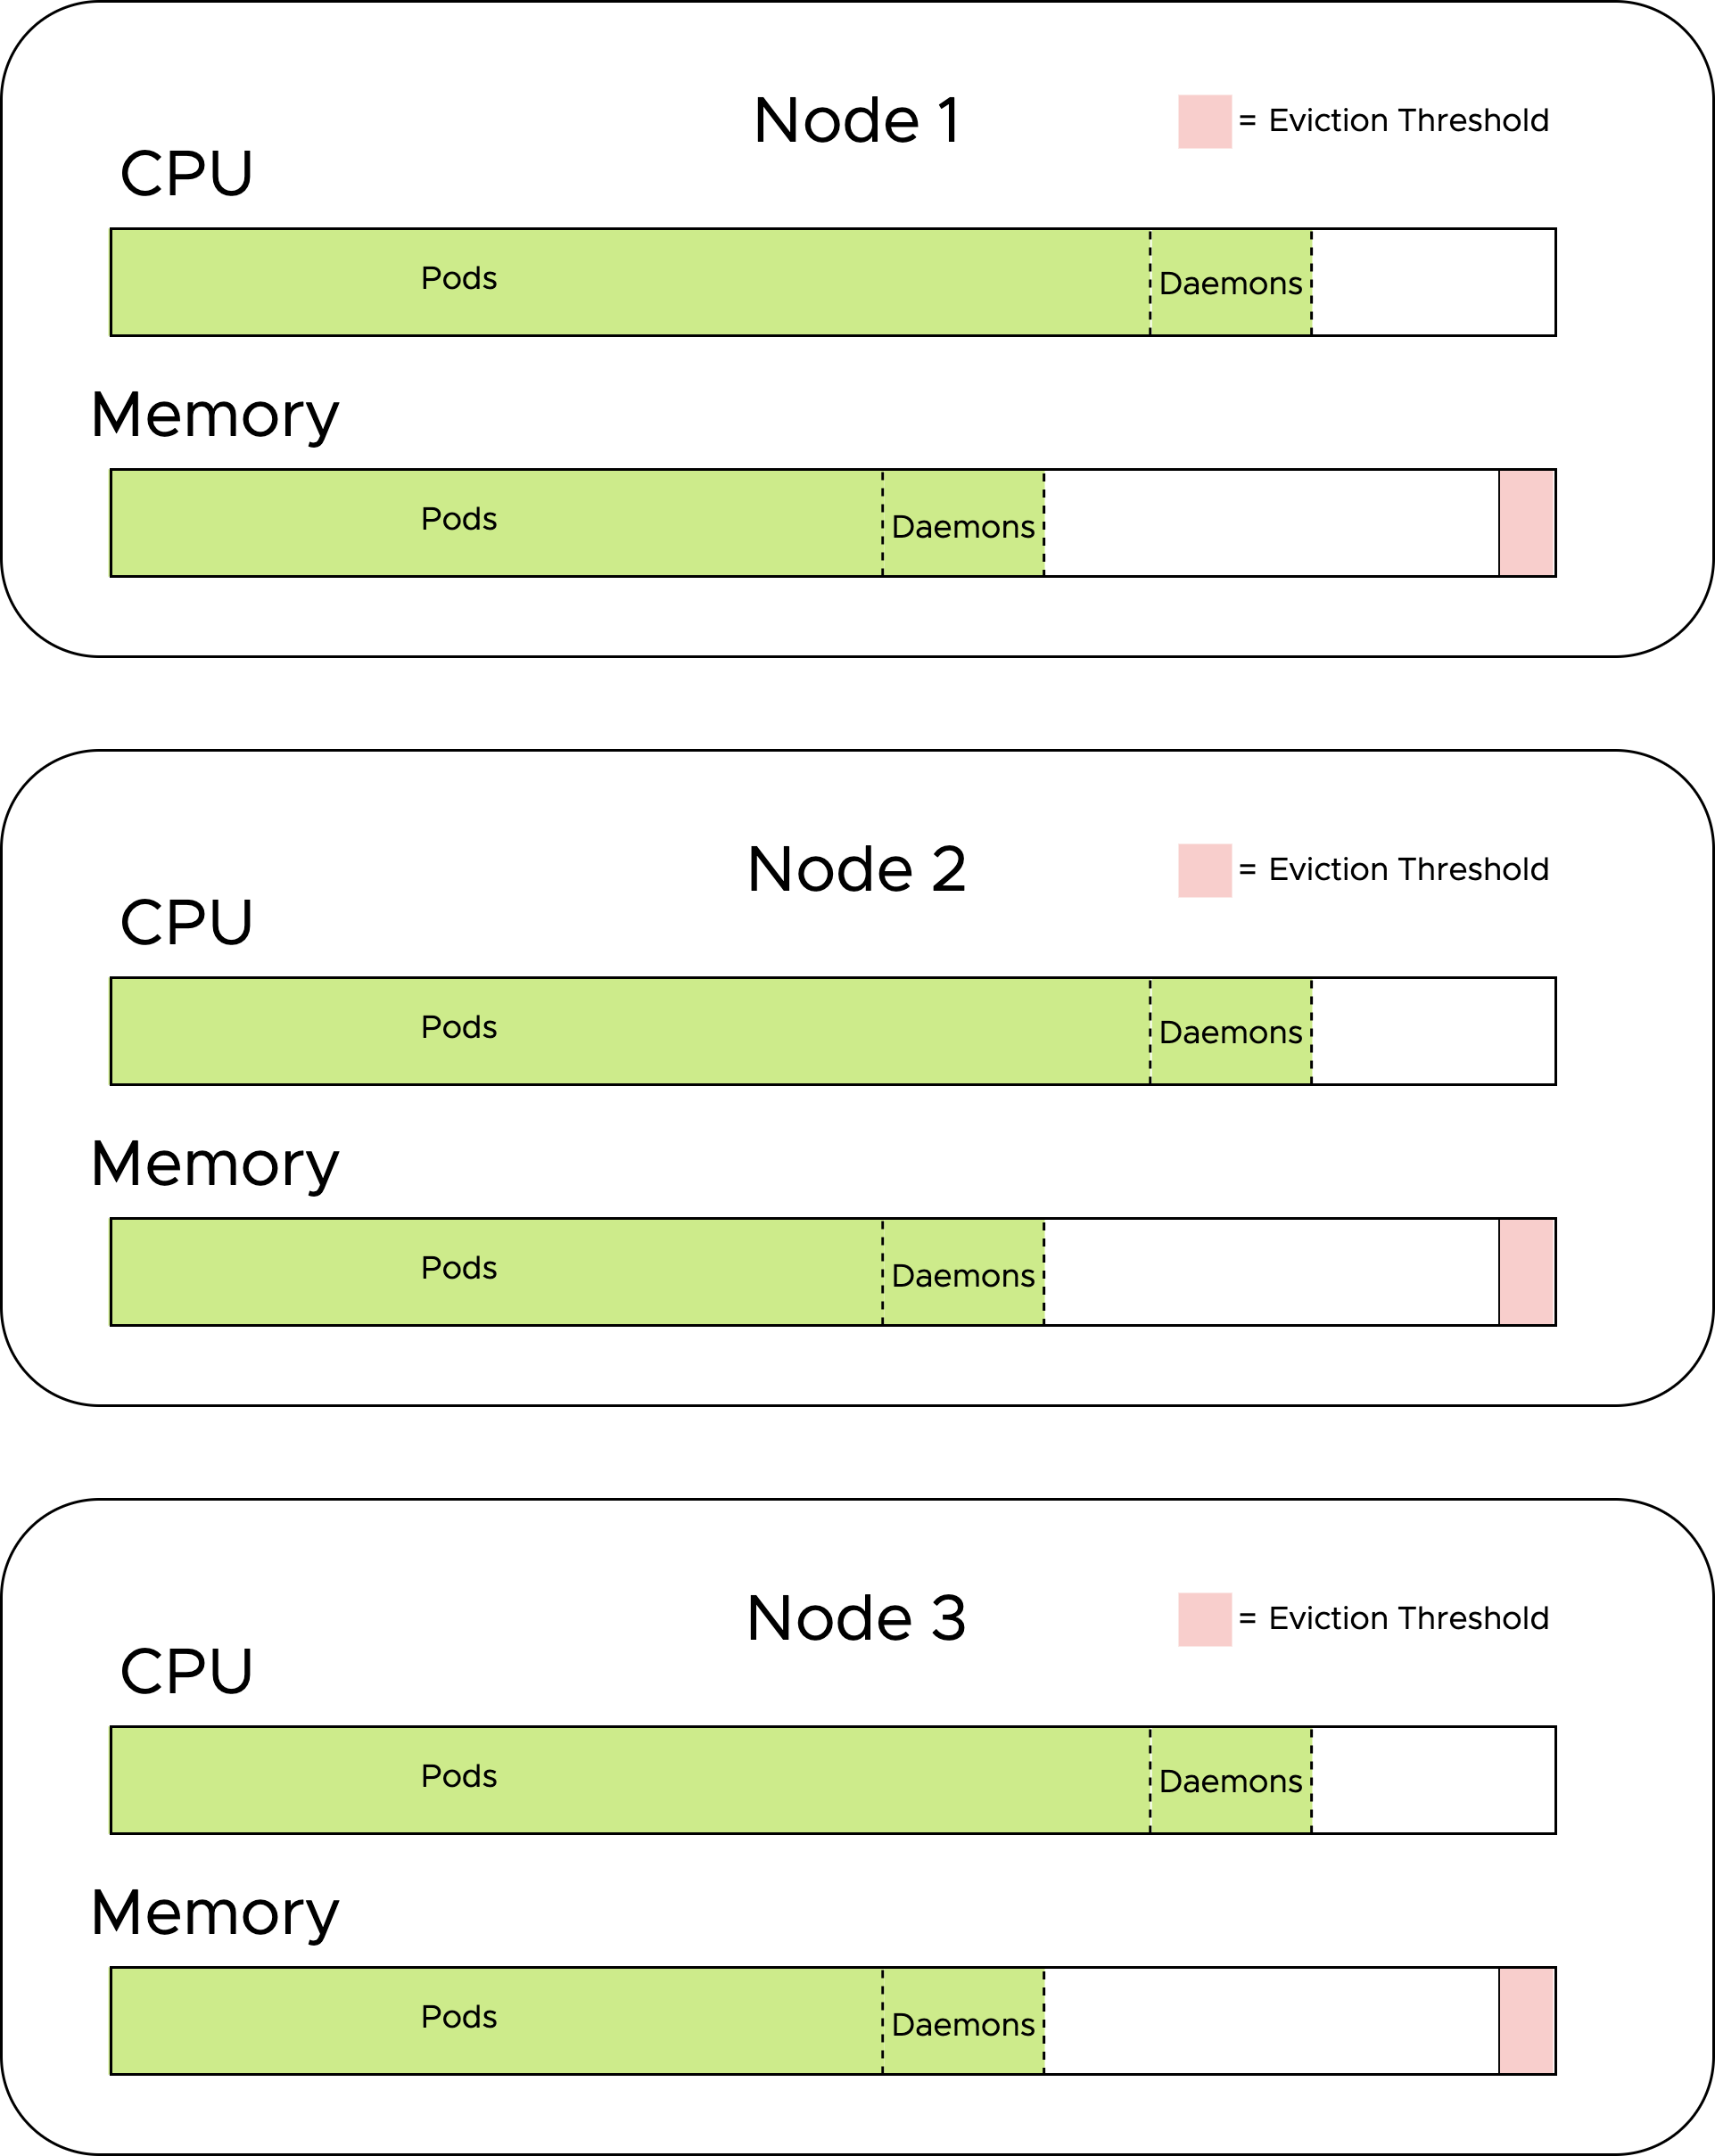 Node 1
= Eviction Threshold
CPU
Pods
Daemons
Memory
Pods
Daemons
Node 2
= Eviction Threshold
CPU
Pods
Daemons
Memory
Pods
Daemons
Node 3
= Eviction Threshold
CPU
Pods
Daemons
Memory
Pods
Daemons